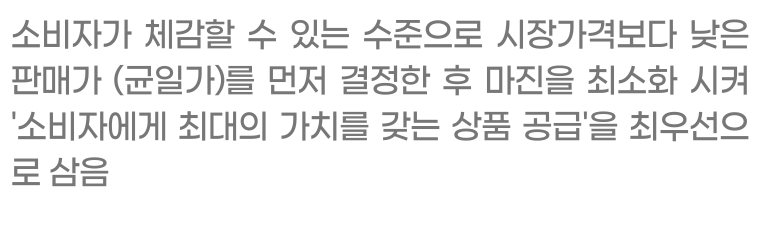 소비자가 체감할 수 있는 수준으로 시장가격보다 낮은
판매가 (균일가)를 먼저 결정한 후 마진을 최소화 시켜
'소비자에게 최대의 가치를 갖는 상품 공급'을 최우선으
로 삼음